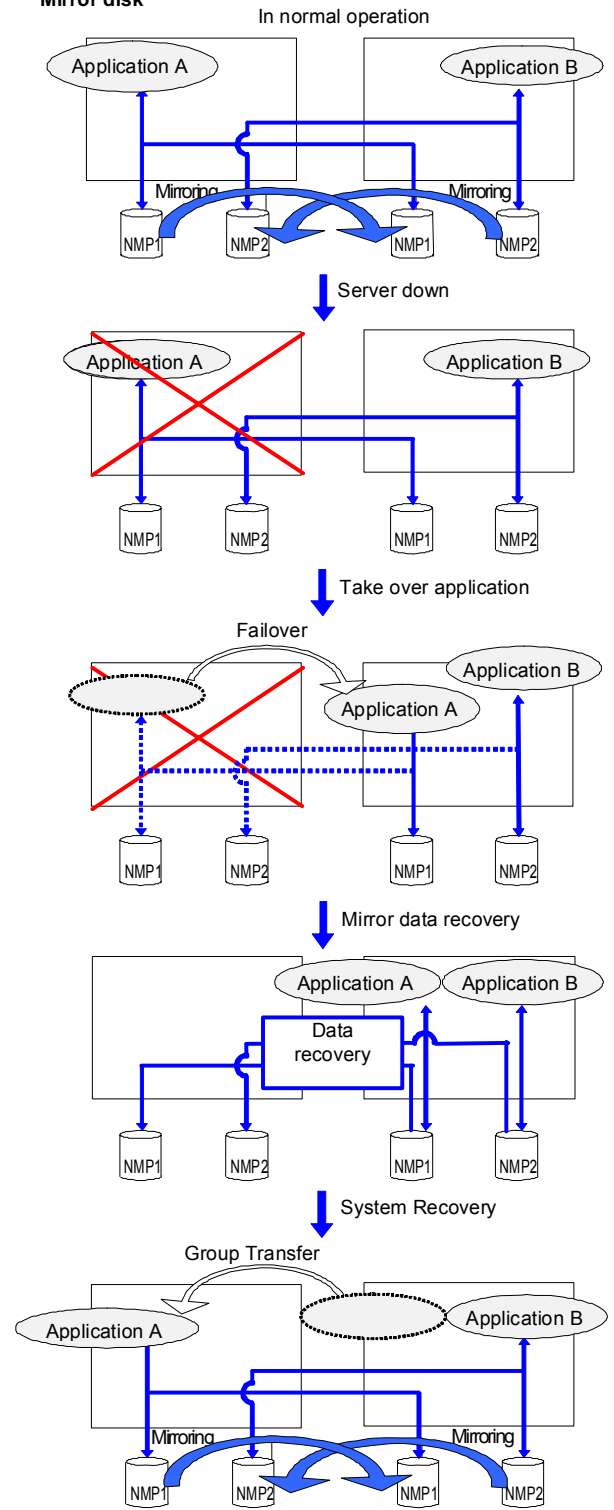 Mirror disk
In normal operation
Application A
Application B
Mirroring
Mirroring
NMP1
NMP2
NMP1
NMP2
Server down
Application A
Application B
NMP1
NMP2
NMP1
NMP2
Take over application
Failover
Application B
Application A
NMP1
NMP2
NMP1
NMP2
Mirror data recovery
Application A
Application B
Data
recovery
NMP1
NMP2
NMP1
NMP2
System Recovery
Group Transfer
Application A
Application B
Mirroring
Mirroring
NMP1
NMP2
NMP1
NMP2